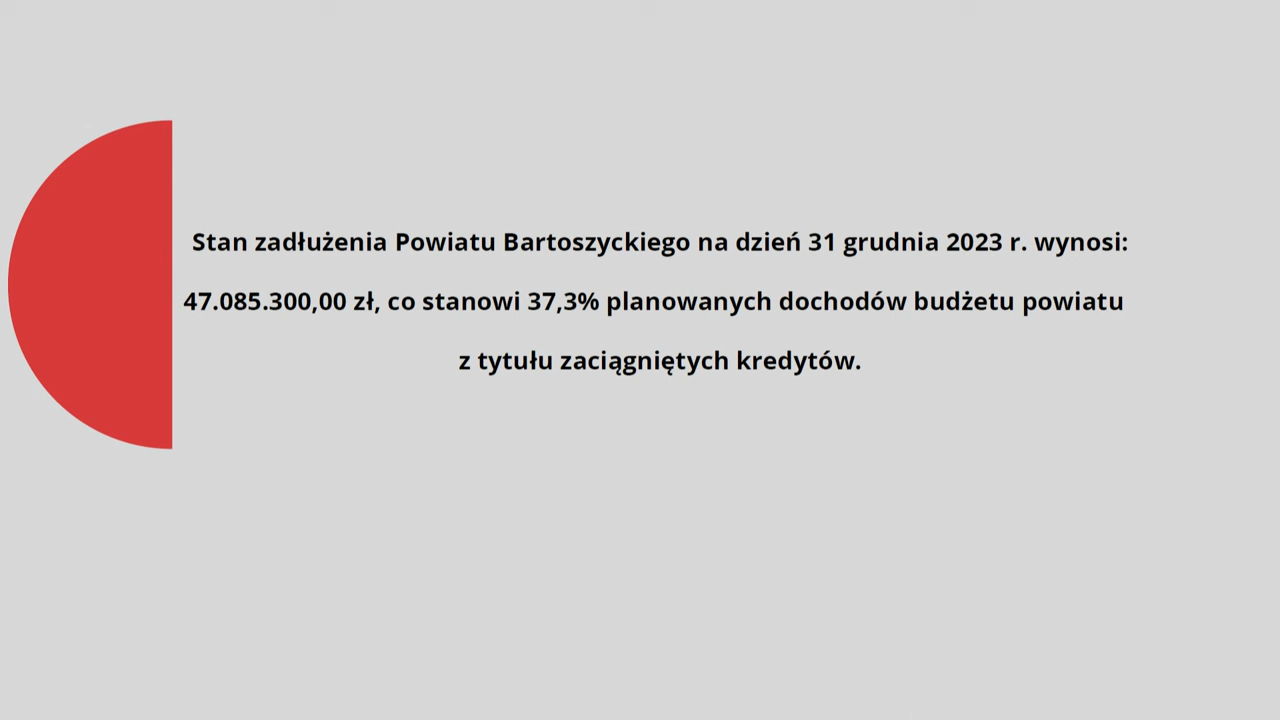 Stan zadłużenia Powiatu Bartoszyckiego na dzień 31 grudnia 2023 r. wynosi:
47.085.300,00 zł, co stanowi 37,3% planowanych dochodów budżetu powiatu
z tytułu zaciągniętych kredytów.